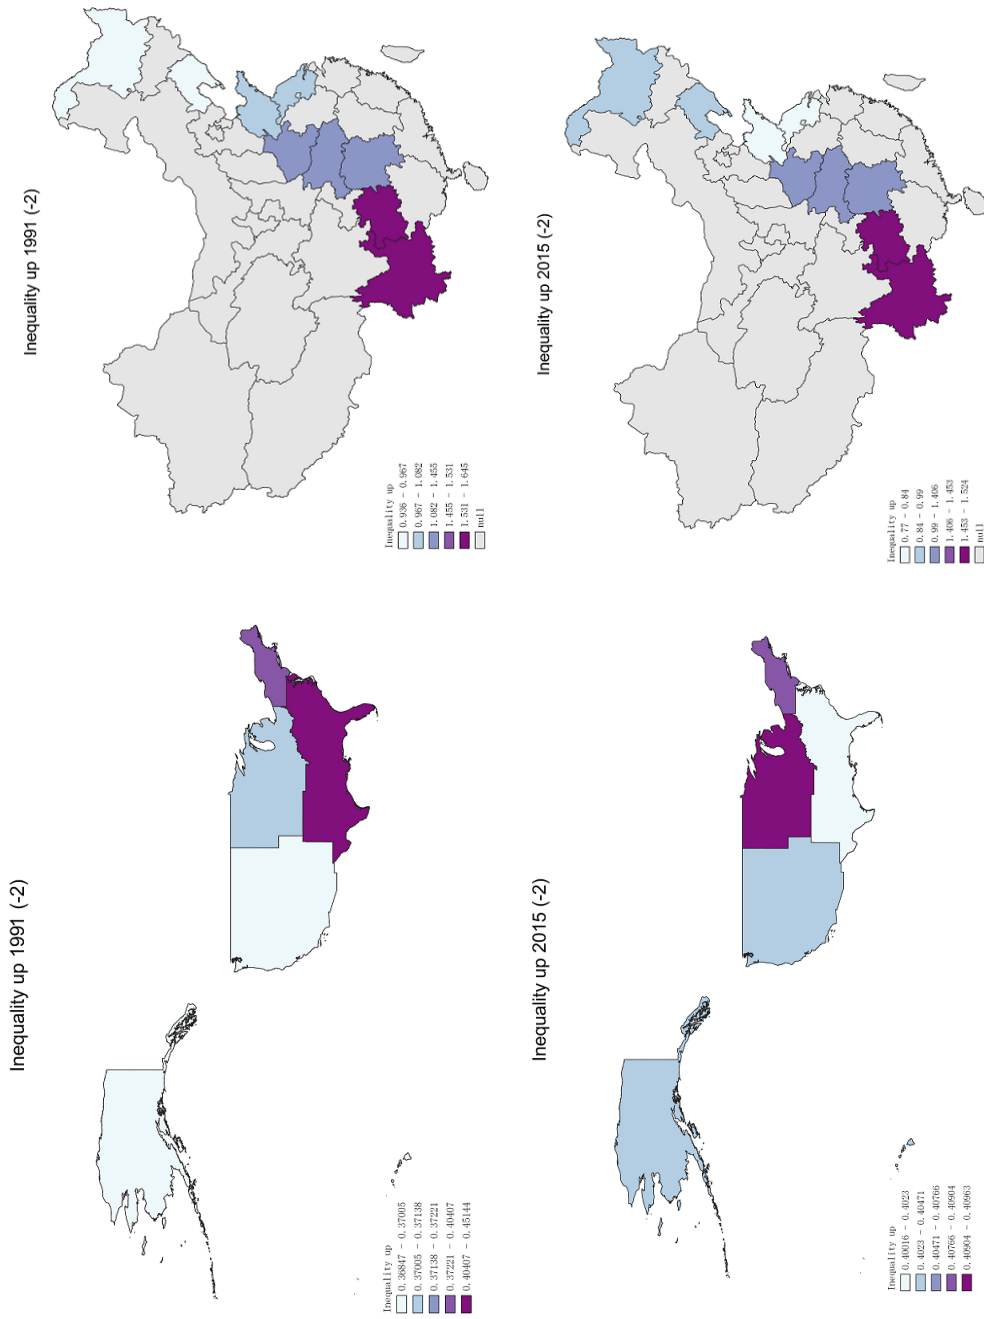 Inequality up 1991 (-2)
Inequality up
0.936 - 0.967
0.967 - 1.082
1.082 - 1.455
1.455 - 1.531
1.531 - 1.645
null
Inequality up 2015 (-2)
Inequality up
0.77 - 0.84
0.84 - 0.99
0.99 - 1.406
1.406 - 1.453
1.453 - 1.524
null
Inequality up 1991 (-2)
Inequality up
0.36847 - 0.37005
0.37005 - 0.37138
0.37138 - 0.37221
0.37221 - 0.40407
0.40407 - 0.45144
Inequality up 2015 (-2)
Inequality up
0.40016 - 0.4023
0.4023 - 0.40471
0.40471 - 0.40766
0.40766 - 0.40904
0.40904 - 0.40963